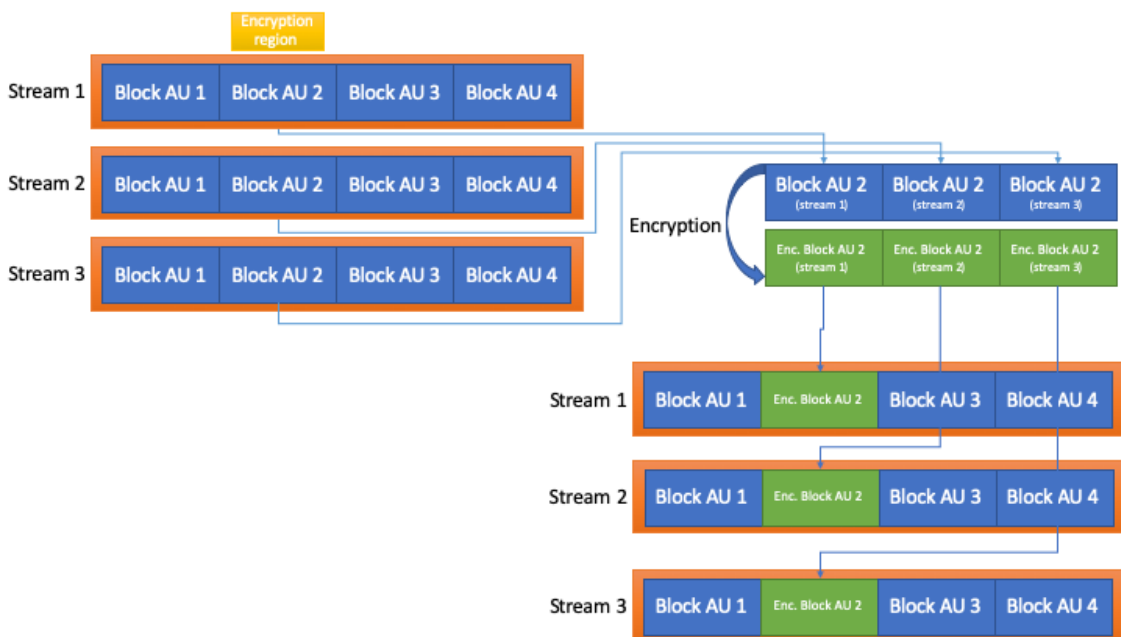 Encryption
region
Stream 1
Block AU 1 Block AU 2 Block AU 3 Block AU 4
Stream 2
Block AU 1 Block AU 2 Block AU 3 Block AU 4
Stream 3
Block AU 1 Block AU 2 Block AU 3 Block AU 4
Encryption
Block AU 2 Block AU 2 Block AU 2
(stream 1) (stream 2) (stream 3)
Enc. Block AU 2 Enc. Block AU 2 Enc. Block AU 2
(stream 1) (stream 2) (stream 3)
Stream 1
Block AU 1 Enc. Block AU 2 Block AU 3 Block AU 4
Stream 2
Block AU 1 Enc. Block AU 2 Block AU 3 Block AU 4
Stream 3
Block AU 1 Enc. Block AU 2 Block AU 3 Block AU 4